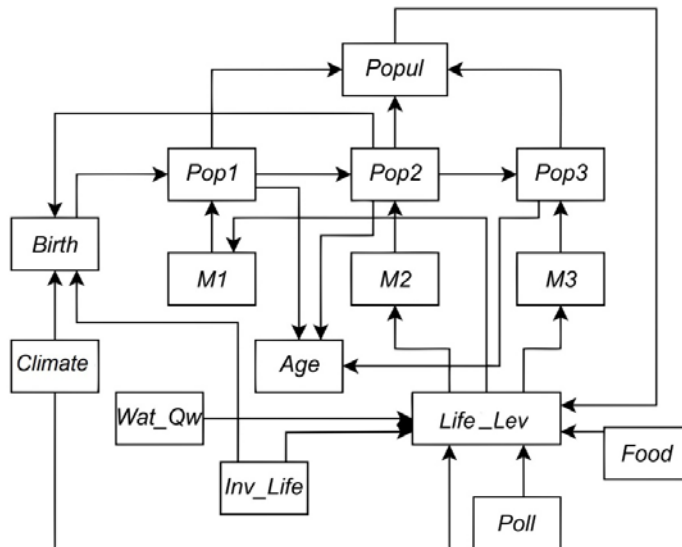 Popul
Pop1
Pop2
Pop3
Birth
M1
M2
M3
Climate
Age
Wat_Qw
Life_Lev
Food
Inv_Life
Poll